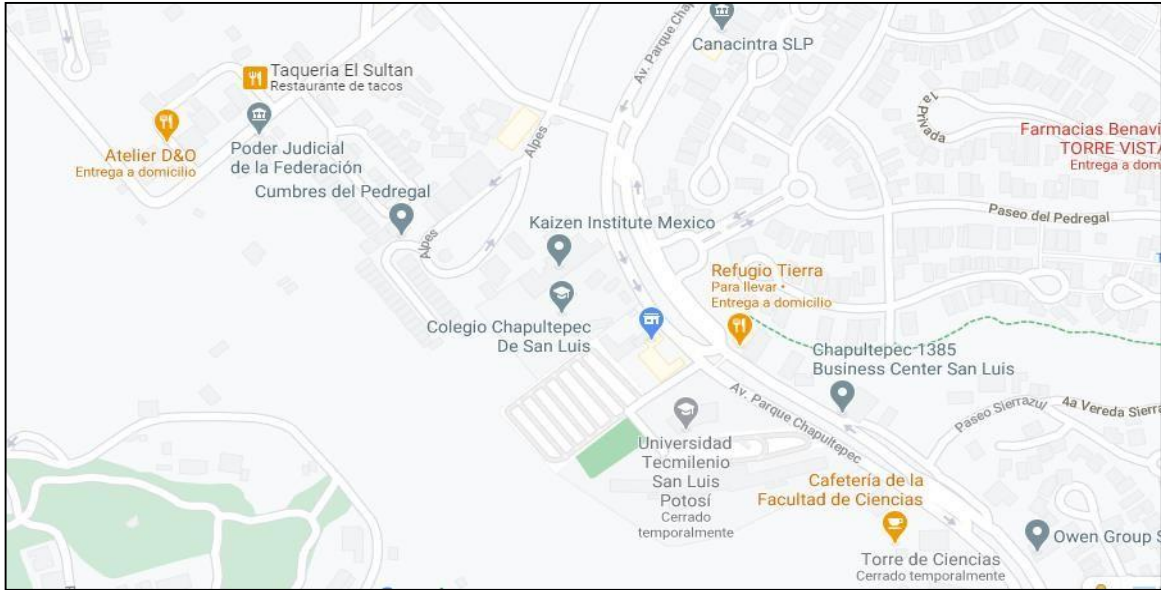 Av. Parque Chap
Canacintra SLP
Taqueria El Sultan
Restaurante de tacos
Atelier D&O
Entrega a domicilio
Poder Judicial
de la Federación
Cumbres del Pedregal
Alpes
Alpes
1a Privada
Farmacias Benavi
TORRE VISTA
Entrega a dom
Paseo del Pedregal
Kaizen Institute Mexico
Refugio Tierra
Para llevar •
Entrega a domicilio
Colegio Chapultepec
De San Luis
Chapultepec 1385
Business Center San Luis
Av. Parque Chapultepec
Paseo Sierrazul
4a Vereda Sierra
Universidad
Tecmilenio
San Luis
Potosí
Cerrado
temporalmente
Cafetería de la
Facultad de Ciencias
Torre de Ciencias
Cerrado temporalmente
Owen Group S